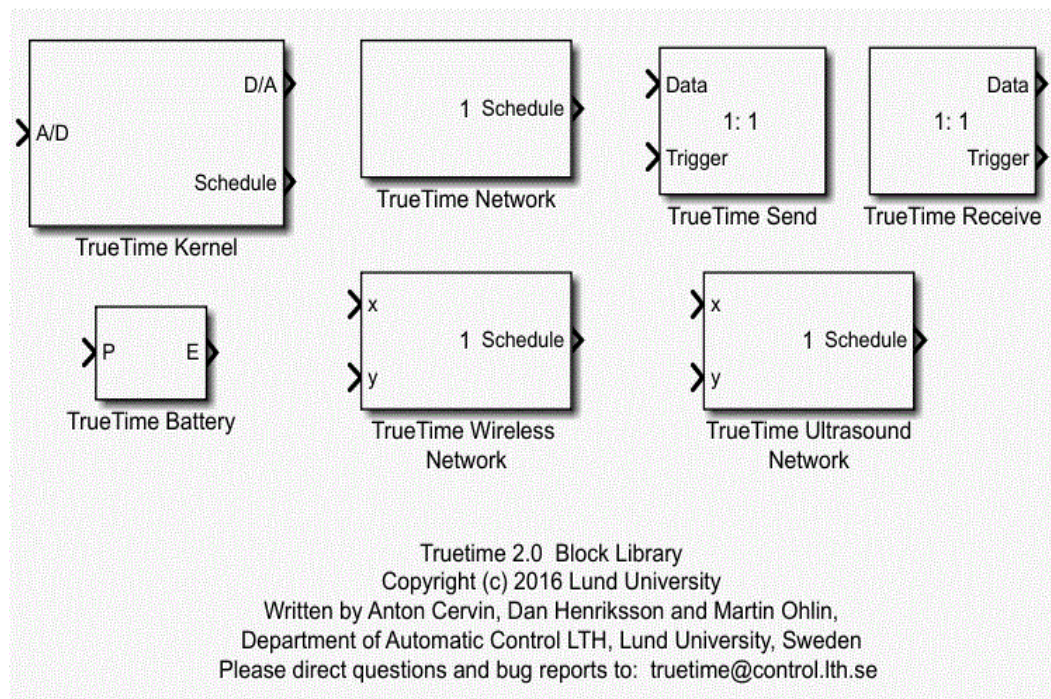 D/A
A/D
Schedule
TrueTime Kernel
1 Schedule
TrueTime Network
Data
1: 1
Trigger
TrueTime Send
Data
1: 1
Trigger
TrueTime Receive
P E
TrueTime Battery
x
1 Schedule
y
TrueTime Wireless
Network
x
1 Schedule
y
TrueTime Ultrasound
Network
Truetime 2.0 Block Library
Copyright (c) 2016 Lund University
Written by Anton Cervin, Dan Henriksson and Martin Ohlin,
Department of Automatic Control LTH, Lund University, Sweden
Please direct questions and bug reports to: truetime@control.lth.se